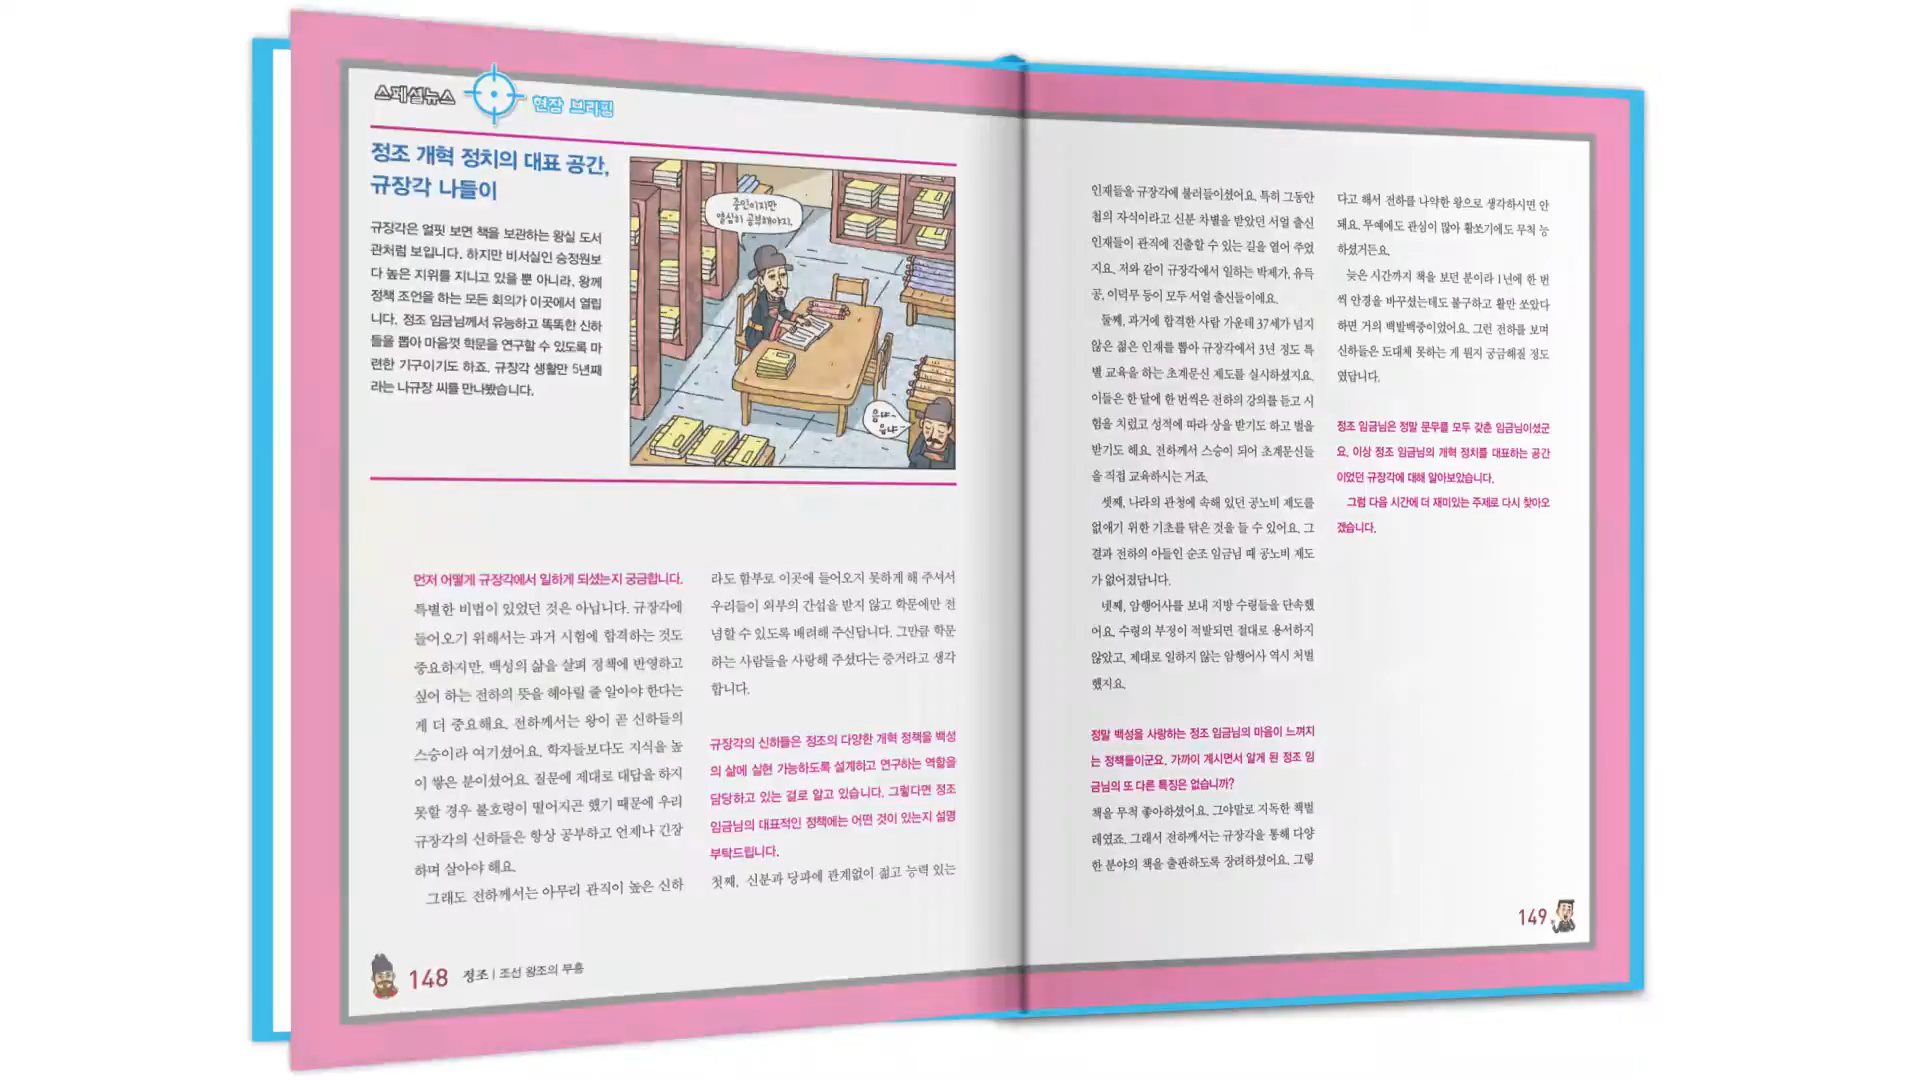 스페셜뉴스 현장 브리핑
정조 개혁 정치의 대표 공간,
규장각 나들이
규장각은 얼핏 보면 책을 보관하는 왕실 도서
관처럼 보입니다. 하지만 비서실인 승정원보
다 높은 지위를 지니고 있을 뿐 아니라, 왕께
정책 조언을 하는 모든 회의가 이곳에서 열립
니다. 정조 임금님께서 유능하고 똑똑한 신하
들을 뽑아 마음껏 학문을 연구할 수 있도록 마
련한 기구이기도 하죠. 규장각 생활만 5년째
라는 나규장 씨를 만나봤습니다.
중인이지만
열심히 공부해야지.
음냐~
음냐~
먼저 어떻게 규장각에서 일하게 되셨는지 궁금합니다.
특별한 비법이 있었던 것은 아닙니다. 규장각에
들어오기 위해서는 과거 시험에 합격하는 것도
중요하지만, 백성의 삶을 살펴 정책에 반영하고
싶어 하는 전하의 뜻을 헤아릴 줄 알아야 한다는
게 더 중요해요. 전하께서는 왕이 곧 신하들의
스승이라 여기셨어요. 학자들보다도 지식을 높
이 쌓은 분이셨어요. 질문에 제대로 대답을 하지
못할 경우 불호령이 떨어지곤 했기 때문에 우리
규장각의 신하들은 항상 공부하고 언제나 긴장
하며 살아야 해요.
그래도 전하께서는 아무리 관직이 높은 신하
라도 함부로 이곳에 들어오지 못하게 해 주셔서
우리들이 외부의 간섭을 받지 않고 학문에만 전
념할 수 있도록 배려해 주신답니다. 그만큼 학문
하는 사람들을 사랑해 주셨다는 증거라고 생각
합니다.
규장각의 신하들은 정조의 다양한 개혁 정책을 백성
의 삶에 실현 가능하도록 설계하고 연구하는 역할을
담당하고 있는 걸로 알고 있습니다. 그렇다면 정조
임금님의 대표적인 정책에는 어떤 것이 있는지 설명
부탁드립니다.
첫째, 신분과 당파에 관계없이 젊고 능력 있는
148 정조 | 조선 왕조의 부흥
인재들을 규장각에 불러들이셨어요. 특히 그동안
첩의 자식이라고 신분 차별을 받았던 서얼 출신
인재들이 관직에 진출할 수 있는 길을 열어 주었
지요. 저와 같이 규장각에서 일하는 박제가, 유득
공, 이덕무 등이 모두 서얼 출신들이에요.
둘째, 과거에 합격한 사람 가운데 37세가 넘지
않은 젊은 인재를 뽑아 규장각에서 3년 정도 특
별 교육을 하는 초계문신 제도를 실시하셨지요.
이들은 한 달에 한 번씩은 전하의 강의를 듣고 시
험을 치렀고 성적에 따라 상을 받기도 하고 벌을
받기도 해요. 전하께서 스승이 되어 초계문신들
을 직접 교육하시는 거죠.
셋째, 나라의 관청에 속해 있던 공노비 제도를
없애기 위한 기초를 닦은 것을 들 수 있어요. 그
결과 전하의 아들인 순조 임금님 때 공노비 제도
가 없어졌답니다.
넷째, 암행어사를 보내 지방 수령들을 단속했
어요. 수령의 부정이 적발되면 절대로 용서하지
않았고, 제대로 일하지 않는 암행어사 역시 처벌
했지요.
정말 백성을 사랑하는 정조 임금님의 마음이 느껴지
는 정책들이군요. 가까이 계시면서 알게 된 정조 임
금님의 또 다른 특징은 없습니까?
책을 무척 좋아하셨어요. 그야말로 지독한 책벌
레였죠. 그래서 전하께서는 규장각을 통해 다양
한 분야의 책을 출판하도록 장려하셨어요. 그렇
다고 해서 전하를 나약한 왕으로 생각하시면 안
돼요. 무예에도 관심이 많아 활쏘기에도 무척 능
하셨거든요.
늦은 시간까지 책을 보던 분이라 1년에 한 번
씩 안경을 바꾸셨는데도 불구하고 활만 쏘았다
하면 거의 백발백중이었어요. 그런 전하를 보며
신하들은 도대체 못하는 게 뭔지 궁금해질 정도
였답니다.
정조 임금님은 정말 문무를 모두 갖춘 임금님이셨군
요. 이상 정조 임금님의 개혁 정치를 대표하는 공간
이었던 규장각에 대해 알아보았습니다.
그럼 다음 시간에 더 재미있는 주제로 다시 찾아오
겠습니다.
149